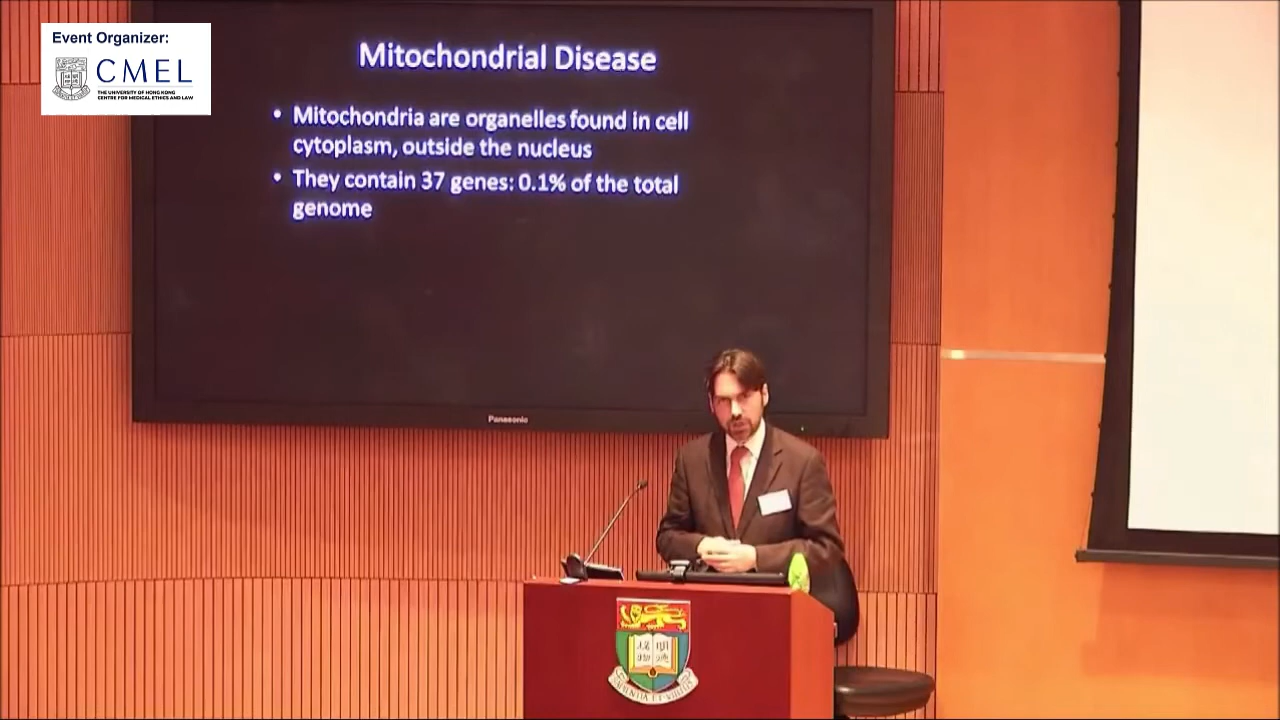 Event Organizer:
CMEL
THE UNIVERSITY OF HONG KONG
CENTRE FOR MEDICAL ETHICS AND LAW
Mitochondrial Disease
• Mitochondria are organelles found in cell
cytoplasm, outside the nucleus
• They contain 37 genes: 0.1% of the total
genome
Panasonic